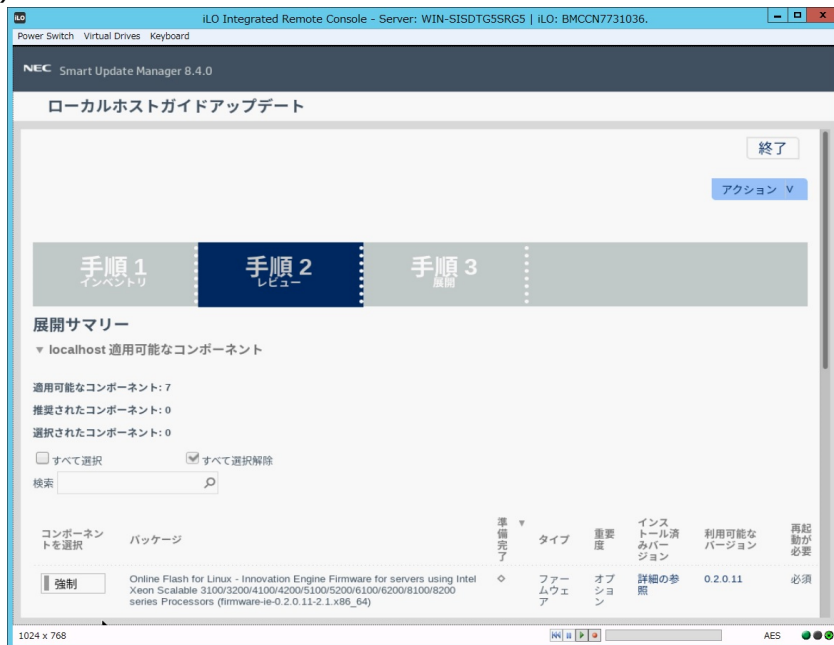 iLO Integrated Remote Console - Server: WIN-SISDTG5SRG5 | iLO: BMCCN7731036.
Power Switch Virtual Drives Keyboard
NEC Smart Update Manager 8.4.0
ローカルホストガイドアップデート
終了
アクション ∨
手順 1
インベントリ
手順 2
レビュー
手順 3
展開
展開サマリー
▼ localhost 適用可能なコンポーネント
適用可能なコンポーネント: 7
推奨されたコンポーネント: 0
選択されたコンポーネント: 0
すべて選択
すべて選択解除
検索
コンポーネントを選択
パッケージ
準備完了
タイプ
重要度
インストール済みバージョン
利用可能なバージョン
再起動が必要
強制
Online Flash for Linux - Innovation Engine Firmware for servers using Intel
Xeon Scalable 3100/3200/4100/4200/5100/5200/6100/6200/8100/8200
series Processors (firmware-ie-0.2.0.11-2.1.x86_64)
ファームウェア
オプション
詳細の参照
0.2.0.11
必須
1024 x 768
AES